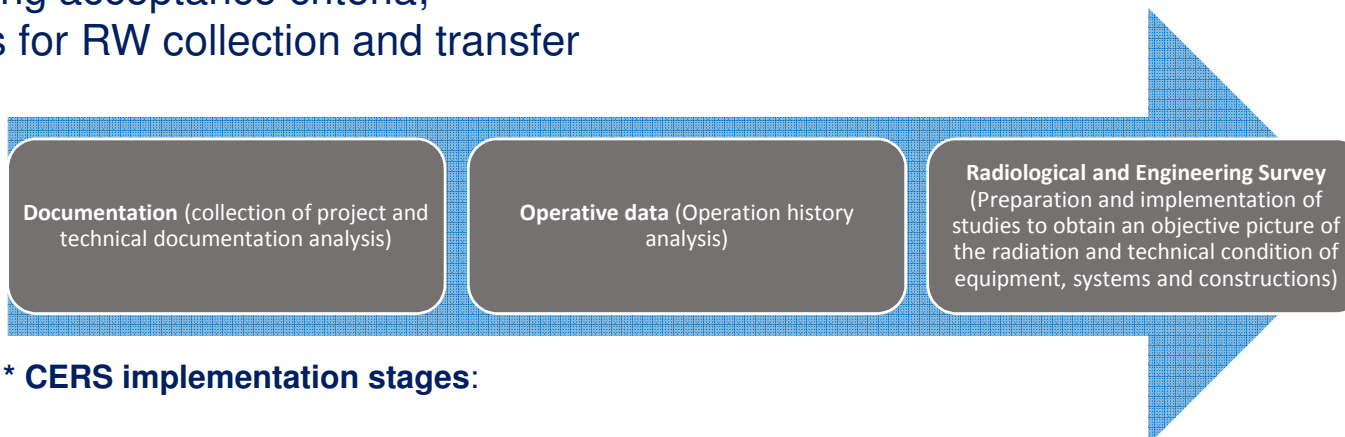 acceptance criteria,
for RW collection and transfer
Documentation (collection of project and
technical documentation analysis)
Operative data (Operation history
analysis)
Radiological and Engineering Survey
(Preparation and implementation of
studies to obtain an objective picture of
the radiation and technical condition of
equipment, systems and constructions)
* CERS implementation stages: